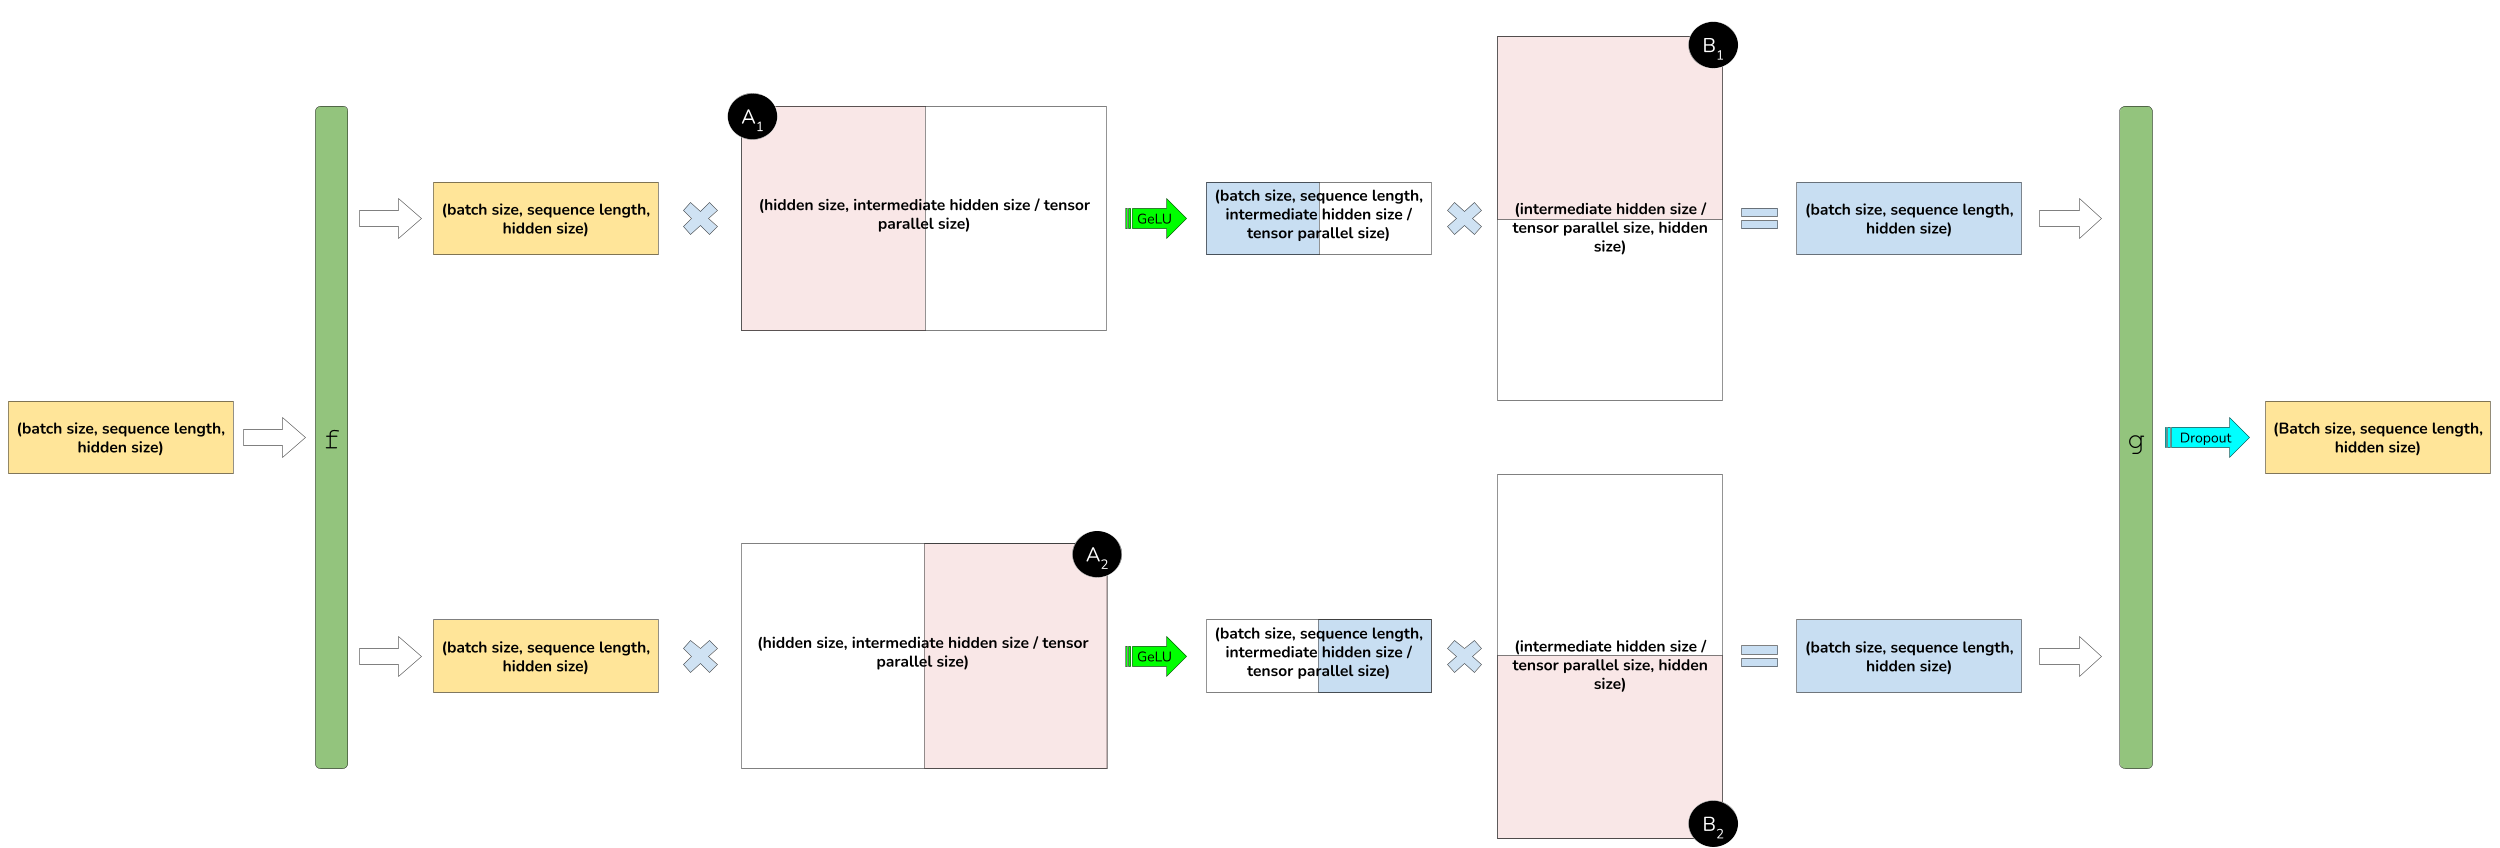 (batch size, sequence length,
hidden size)
f
(batch size, sequence length,
hidden size)
A1
(hidden size, intermediate hidden size / tensor
parallel size)
GeLU
(batch size, sequence length,
intermediate hidden size /
tensor parallel size)
B1
(intermediate hidden size /
tensor parallel size, hidden
size)
(batch size, sequence length,
hidden size)
(batch size, sequence length,
hidden size)
A2
(hidden size, intermediate hidden size / tensor
parallel size)
GeLU
(batch size, sequence length,
intermediate hidden size /
tensor parallel size)
(intermediate hidden size /
tensor parallel size, hidden
size)
B2
(batch size, sequence length,
hidden size)
g
Dropout
(Batch size, sequence length,
hidden size)